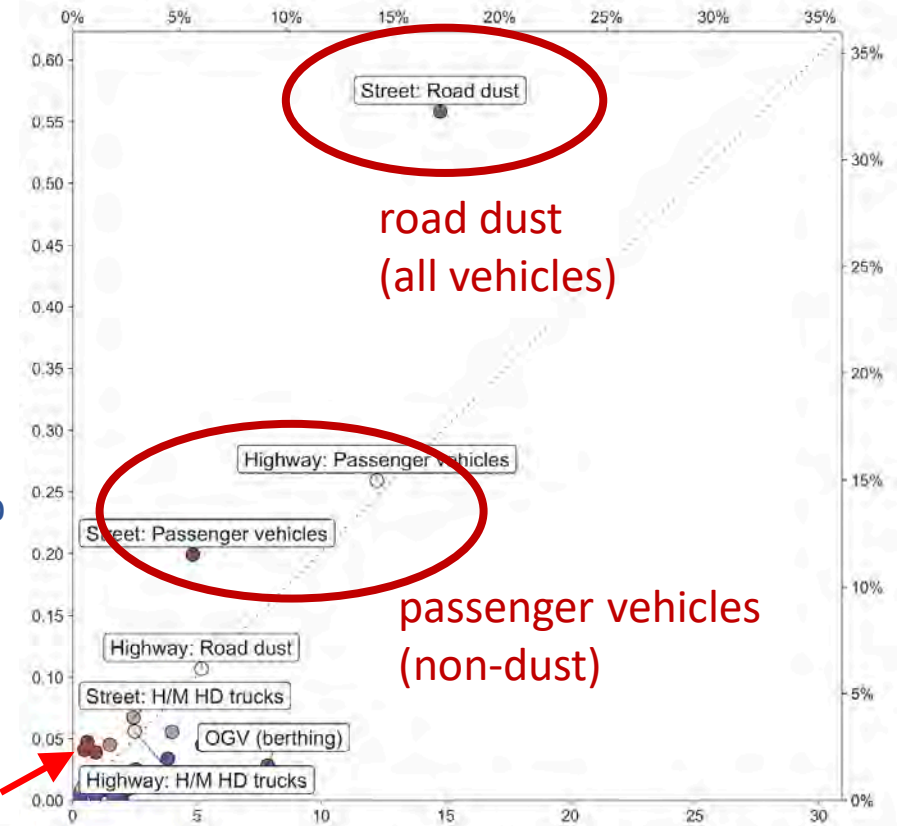 0% 5% 10% 15% 20% 25% 30% 35%
0.60
35%
Street: Road dust
0.55
30%
0.50
road dust
0.45
(all vehicles)
25%
0.40
0.35
20%
0.30
Highway: Passenger vehicles
0.25
15%
Street: Passenger vehicles
0.20
10%
passenger vehicles
0.15
(non-dust)
Highway: Road dust
0.10
Street: H/M HD trucks
5%
0.05
OGV (berthing)
Highway: H/M HD trucks
0.00
0%
0 5 10 15 20 25 30